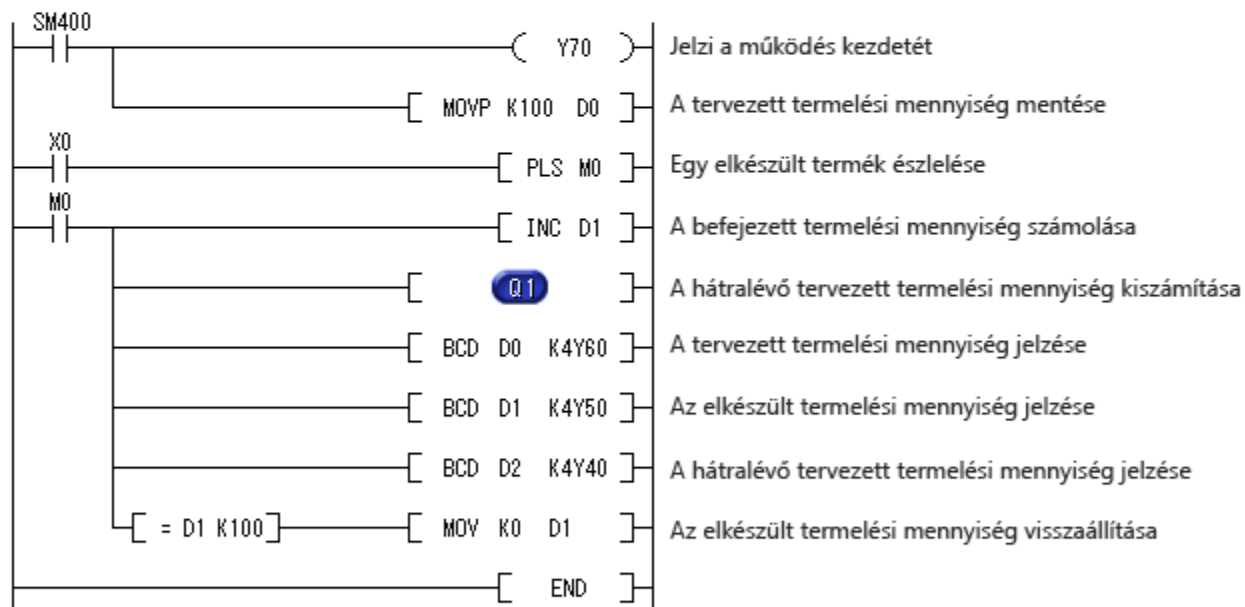 SM400
Y70 Jelzi a működés kezdetét
MOVP K100 D0 A tervezett termelési mennyiség mentése
X0
PLS M0 Egy elkészült termék észlelése
M0
INC D1 A befejezett termelési mennyiség számolása
Q1 A hátralévő tervezett termelési mennyiség kiszámítása
BCD D0 K4Y60 A tervezett termelési mennyiség jelzése
BCD D1 K4Y50 Az elkészült termelési mennyiség jelzése
BCD D2 K4Y40 A hátralévő tervezett termelési mennyiség jelzése
= D1 K100 MOV K0 D1 Az elkészült termelési mennyiség visszaállítása
END